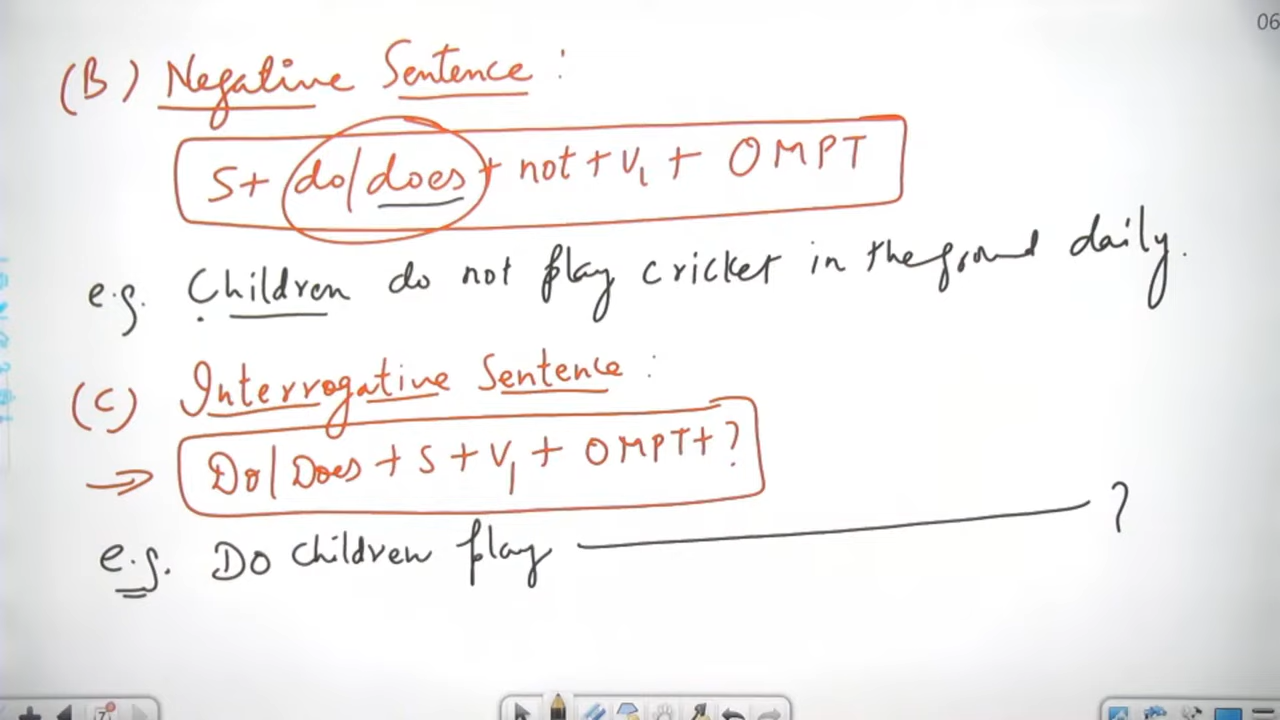 06
(B) Negative Sentence :
S + do/does + not + V₁ + OMPT
e.g. Children do not play cricket in the ground daily.
(C) Interrogative Sentence :
⇒ Do/Does + S + V₁ + OMPT + ?
e.g. Do children play ————— ?